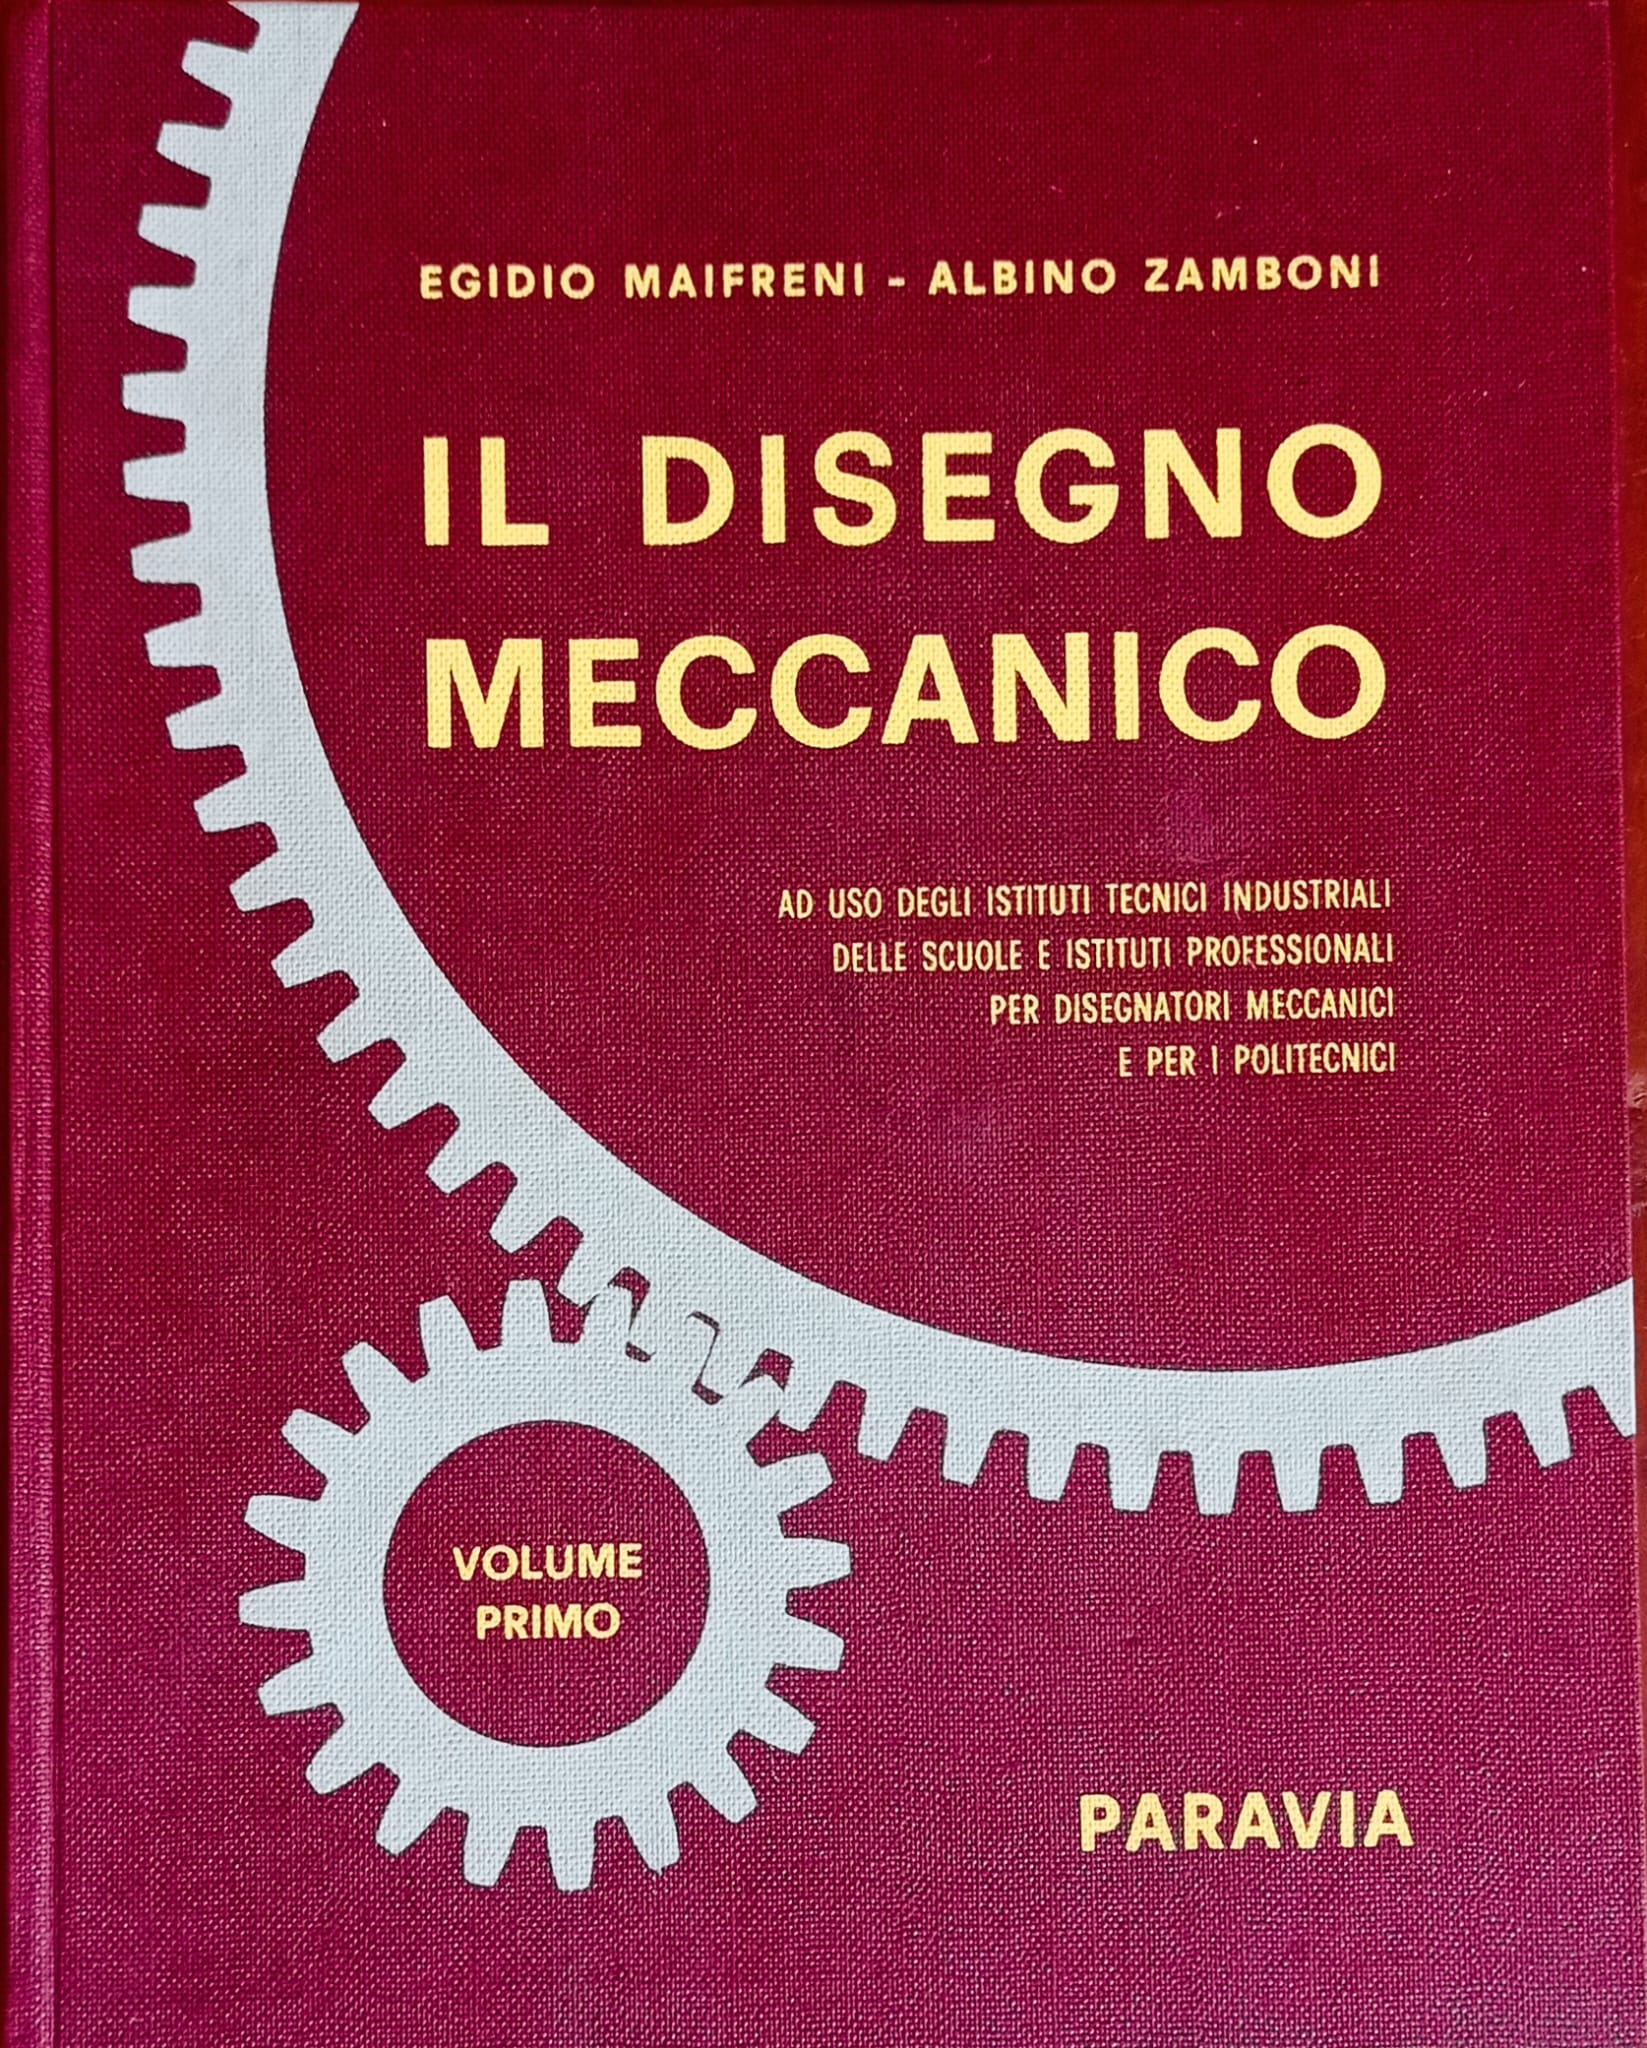 EGIDIO MAIFRENI - ALBINO ZAMBONI
IL DISEGNO
MECCANICO
AD USO DEGLI ISTITUTI TECNICI INDUSTRIALI
DELLE SCUOLE E ISTITUTI PROFESSIONALI
PER DISEGNATORI MECCANICI
E PER I POLITECNICI
VOLUME
PRIMO
PARAVIA